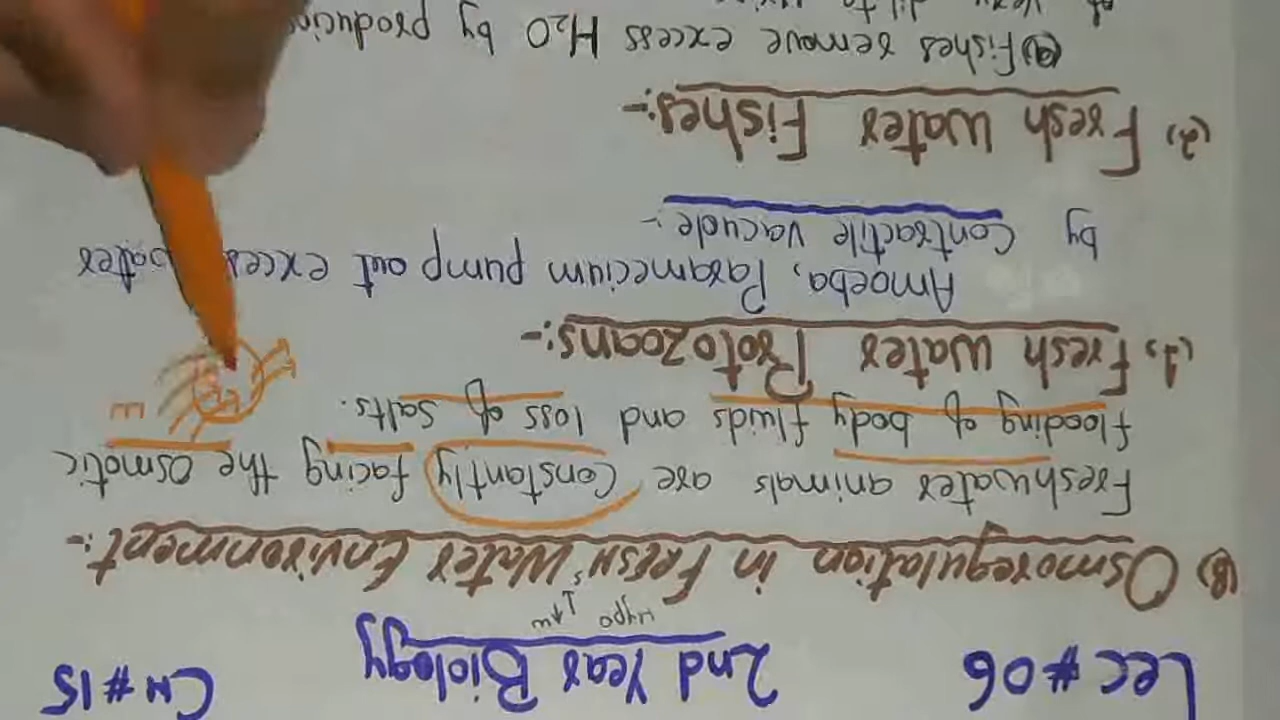 Lec # 06 2nd Year Biology CH # 15
Hypo ↓s ↑w
(B) Osmoregulation in Fresh Water Environment:-
Freshwater animals are Constantly facing the osmotic
flooding of body fluids and loss of salts.
(1) Fresh Water Protozoans:-
Amoeba, Paramecium pump out excess water
by Contractile vacuole:-
(2) Fresh Water Fishes:-
(a) Fishes remove excess H2O by producing